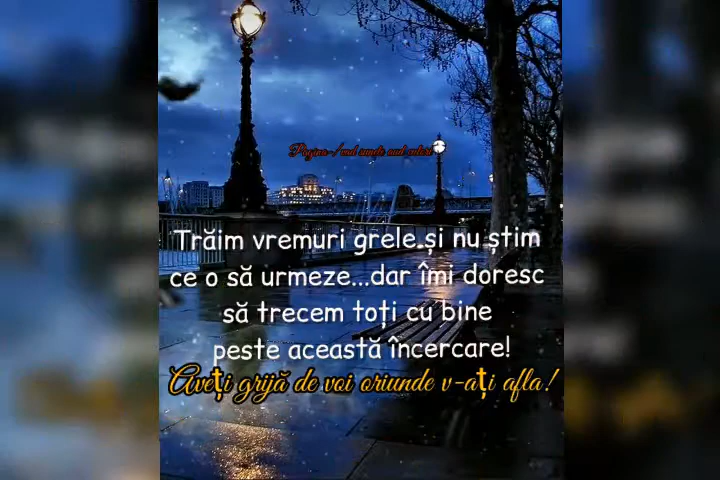 Pagina-/
Trăim vremuri grele.și nu știm
ce o să urmeze...dar îmi doresc
să trecem toți cu bine
peste această încercare!
Aveți grijă de voi oriunde v-ați afla!